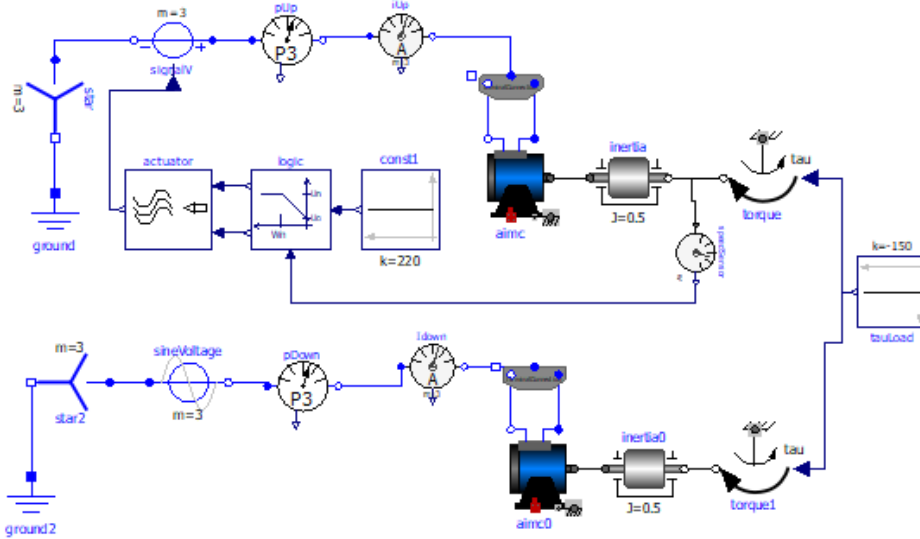 m=3
pUp
iUp
P3
A
signalV
m=3
star
actuator
logic
const1
Un
Un
Wn
k=220
ground
inertia
J=0.5
aimc
tau
torque
speedSensor
w
k=-150
tauLoad
m=3
sineVoltage
pDown
Idown
P3
A
star2
m=3
inertia0
J=0.5
aimc0
tau
torque1
ground2